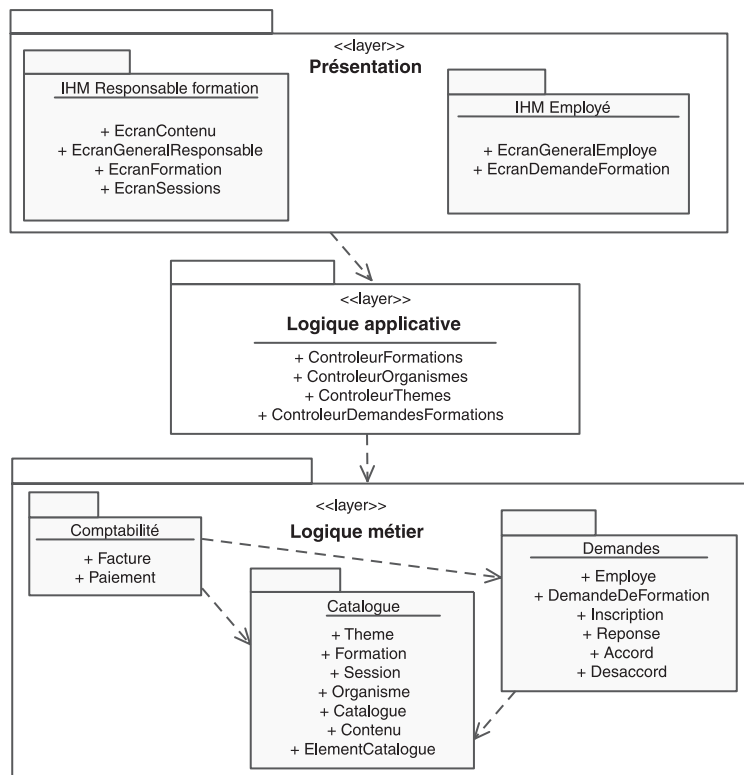 <<layer>>
Présentation
IHM Responsable formation
+ EcranContenu
+ EcranGeneralResponsable
+ EcranFormation
+ EcranSessions
IHM Employé
+ EcranGeneralEmploye
+ EcranDemandeFormation
<<layer>>
Logique applicative
+ ControleurFormations
+ ControleurOrganismes
+ ControleurThemes
+ ControleurDemandesFormations
<<layer>>
Logique métier
Comptabilité
+ Facture
+ Paiement
Catalogue
+ Theme
+ Formation
+ Session
+ Organisme
+ Catalogue
+ Contenu
+ ElementCatalogue
Demandes
+ Employe
+ DemandeDeFormation
+ Inscription
+ Reponse
+ Accord
+ Desaccord